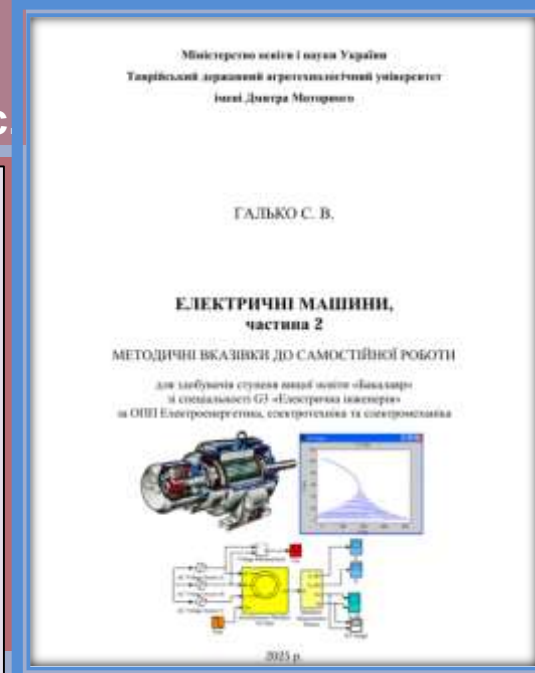 с.
Міністерство освіти і науки України
Таврійський державний агротехнологічний університет
імені Дмитра Моторного
ГАЛЬКО С. В.
ЕЛЕКТРИЧНІ МАШИНИ,
частина 2
МЕТОДИЧНІ ВКАЗІВКИ ДО САМОСТІЙНОЇ РОБОТИ
для здобувачів ступеня вищої освіти «Бакалавр»
зі спеціальності G3 «Електрична інженерія»
за ОПП Електроенергетика, електротехніка та електромеханіка
2025 р.